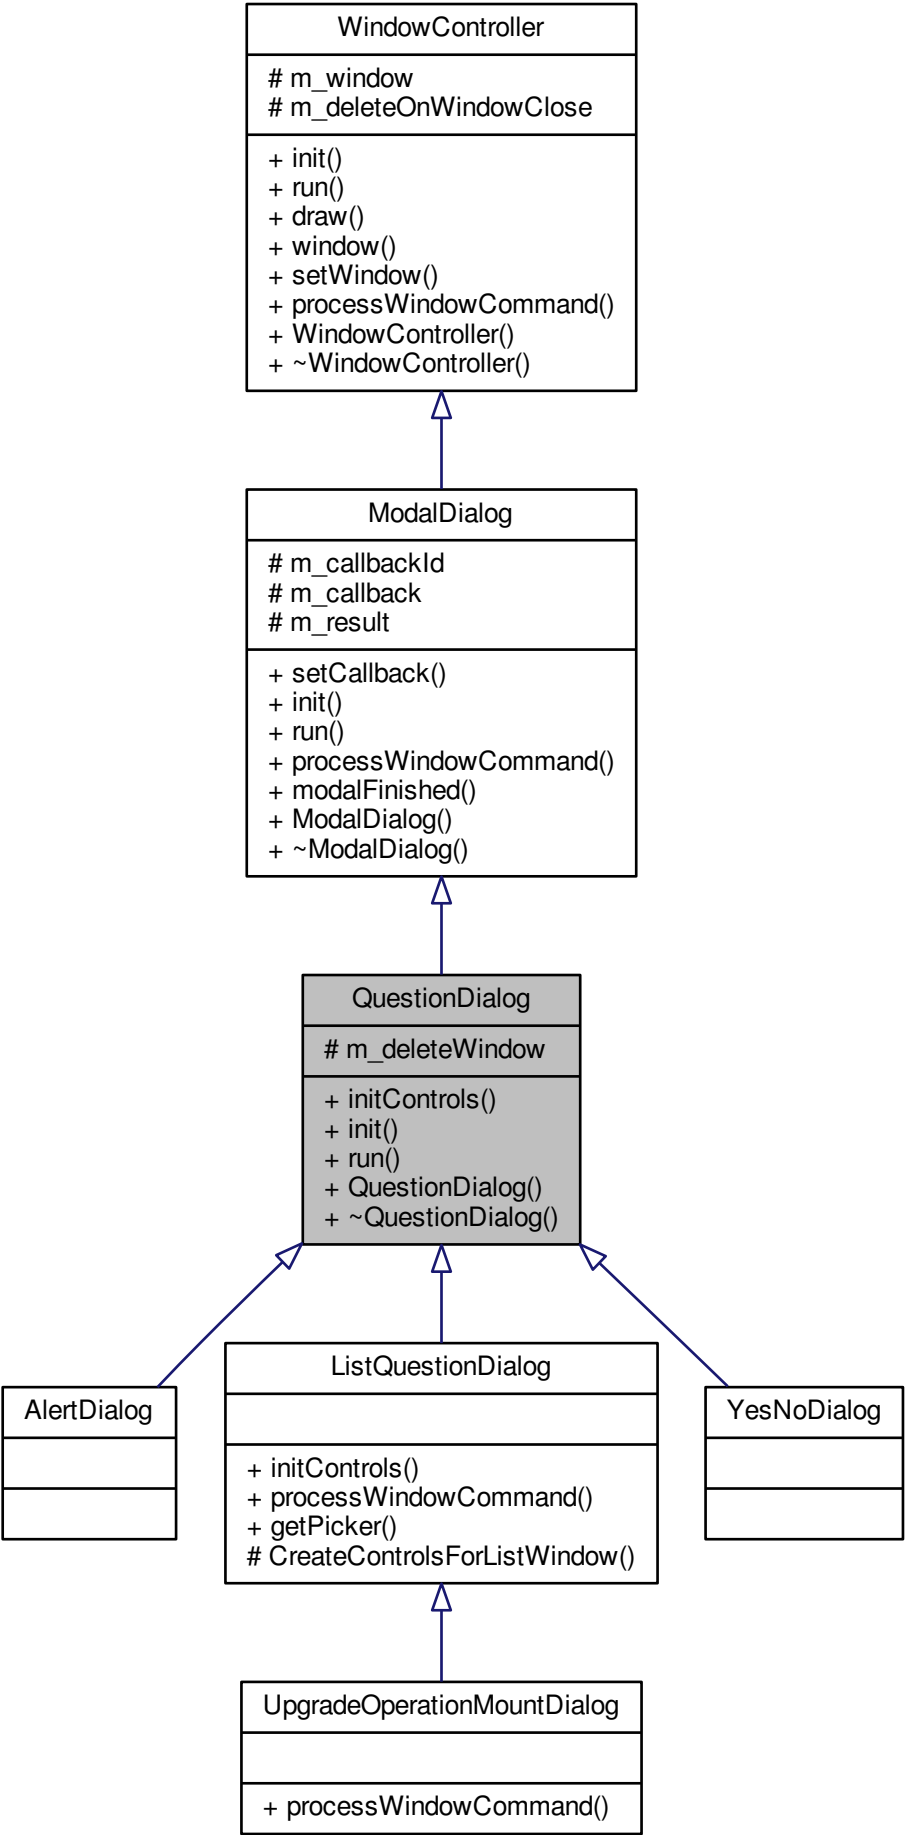 WindowController
# m_window
# m_deleteOnWindowClose
+ init()
+ run()
+ draw()
+ window()
+ setWindow()
+ processWindowCommand()
+ WindowController()
+ ~WindowController()
ModalDialog
# m_callbackId
# m_callback
# m_result
+ setCallback()
+ init()
+ run()
+ processWindowCommand()
+ modalFinished()
+ ModalDialog()
+ ~ModalDialog()
QuestionDialog
# m_deleteWindow
+ initControls()
+ init()
+ run()
+ QuestionDialog()
+ ~QuestionDialog()
AlertDialog
ListQuestionDialog
+ initControls()
+ processWindowCommand()
+ getPicker()
# CreateControlsForListWindow()
YesNoDialog
UpgradeOperationMountDialog
+ processWindowCommand()